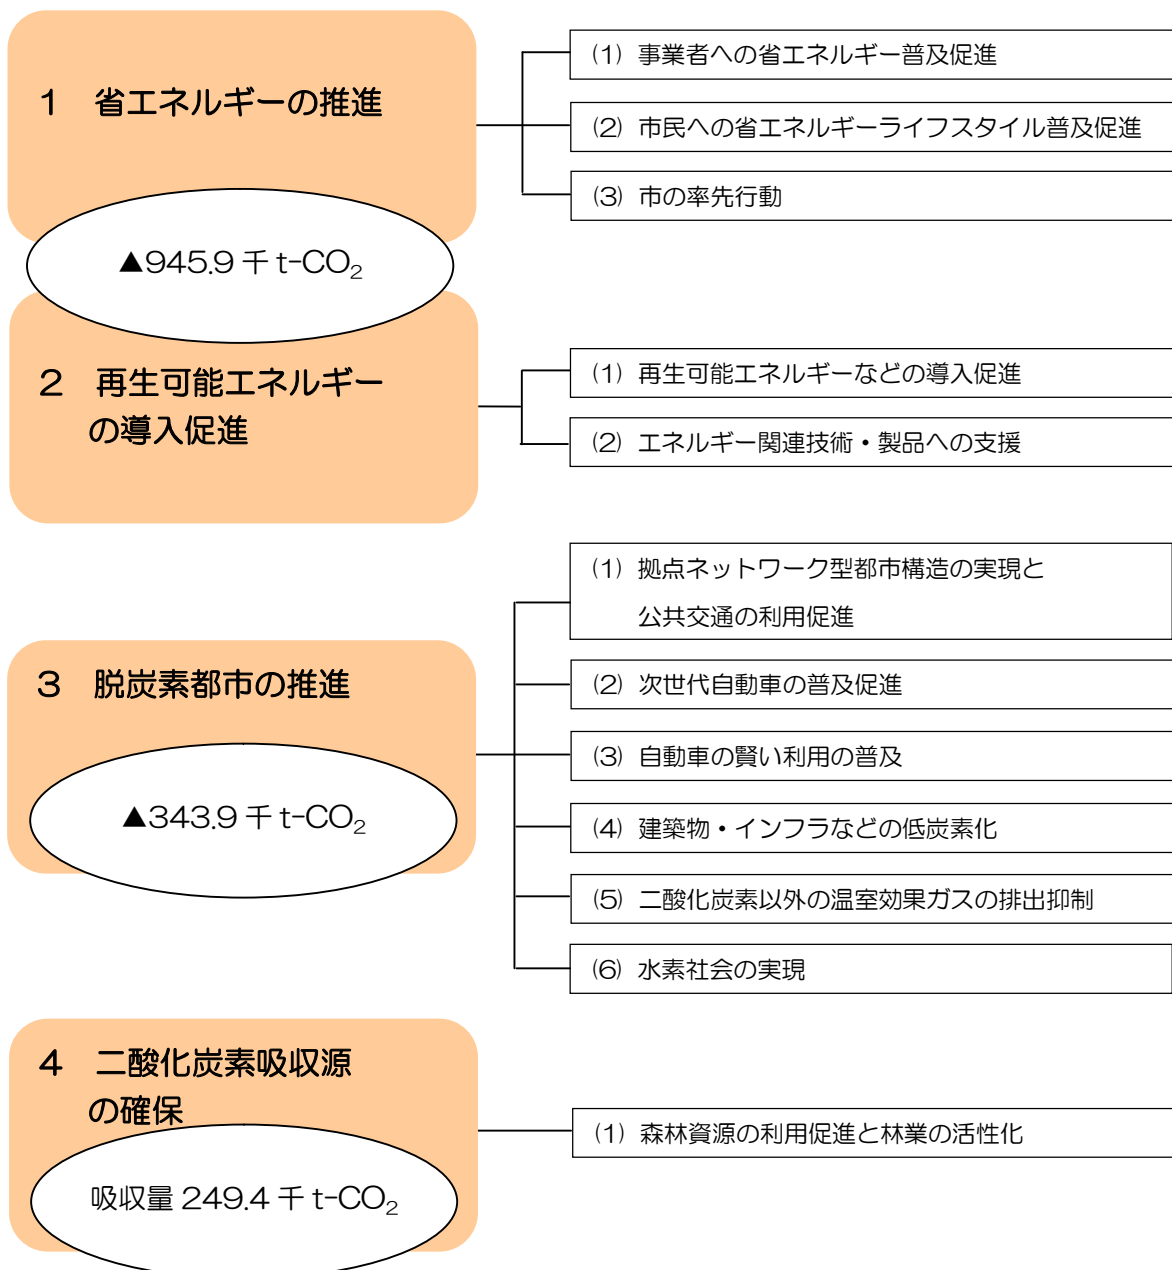 1 省エネルギーの推進
(1) 事業者への省エネルギー普及促進
(2) 市民への省エネルギーライフスタイル普及促進
(3) 市の率先行動
▲945.9 千 t-CO₂
2 再生可能エネルギー
の導入促進
(1) 再生可能エネルギーなどの導入促進
(2) エネルギー関連技術・製品への支援
3 脱炭素都市の推進
▲343.9 千 t-CO₂
(1) 拠点ネットワーク型都市構造の実現と
公共交通の利用促進
(2) 次世代自動車の普及促進
(3) 自動車の賢い利用の普及
(4) 建築物・インフラなどの低炭素化
(5) 二酸化炭素以外の温室効果ガスの排出抑制
(6) 水素社会の実現
4 二酸化炭素吸収源
の確保
吸収量 249.4 千 t-CO₂
(1) 森林資源の利用促進と林業の活性化